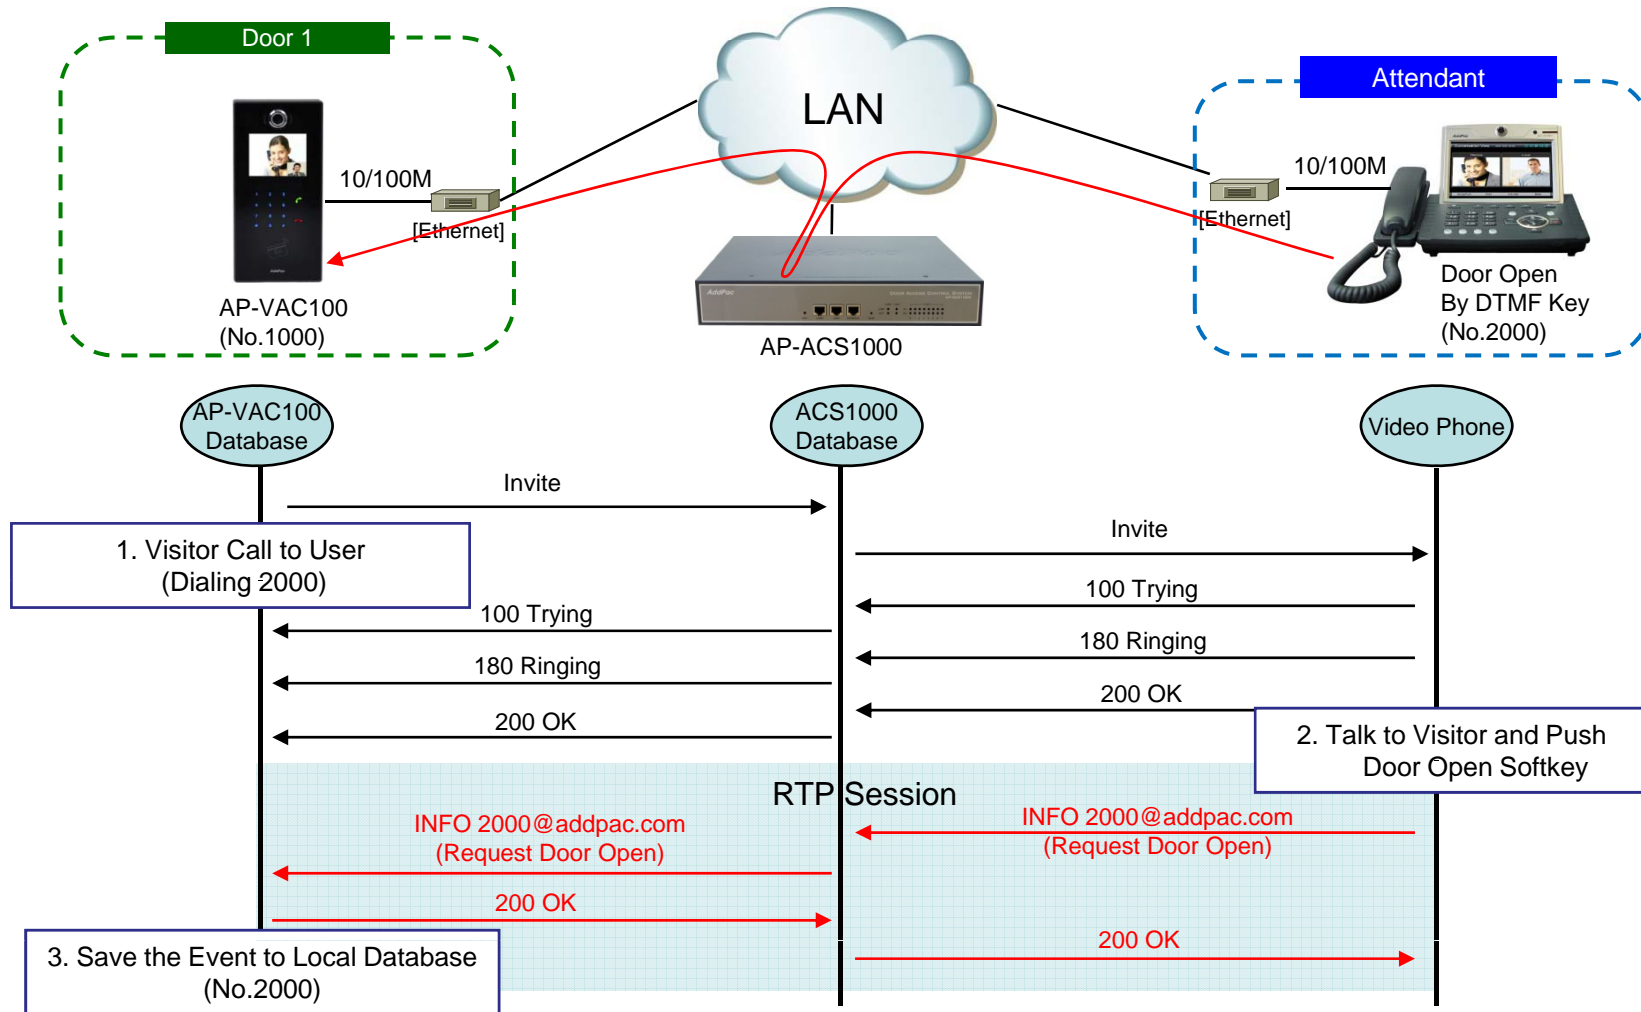 Door 1
LAN
Attendant
10/100M
[Ethernet]
10/100M
[Ethernet]
AddPac
AP-VAC100
(No.1000)
AddPac
AP-ACS1000
Door Open
By DTMF Key
(No.2000)
AP-VAC100
Database
ACS1000
Database
Video Phone
Invite
Invite
1. Visitor Call to User
(Dialing 2000)
100 Trying
100 Trying
180 Ringing
180 Ringing
200 OK
200 OK
2. Talk to Visitor and Push
Door Open Softkey
RTP Session
INFO 2000@addpac.com
(Request Door Open)
INFO 2000@addpac.com
(Request Door Open)
200 OK
200 OK
3. Save the Event to Local Database
(No.2000)